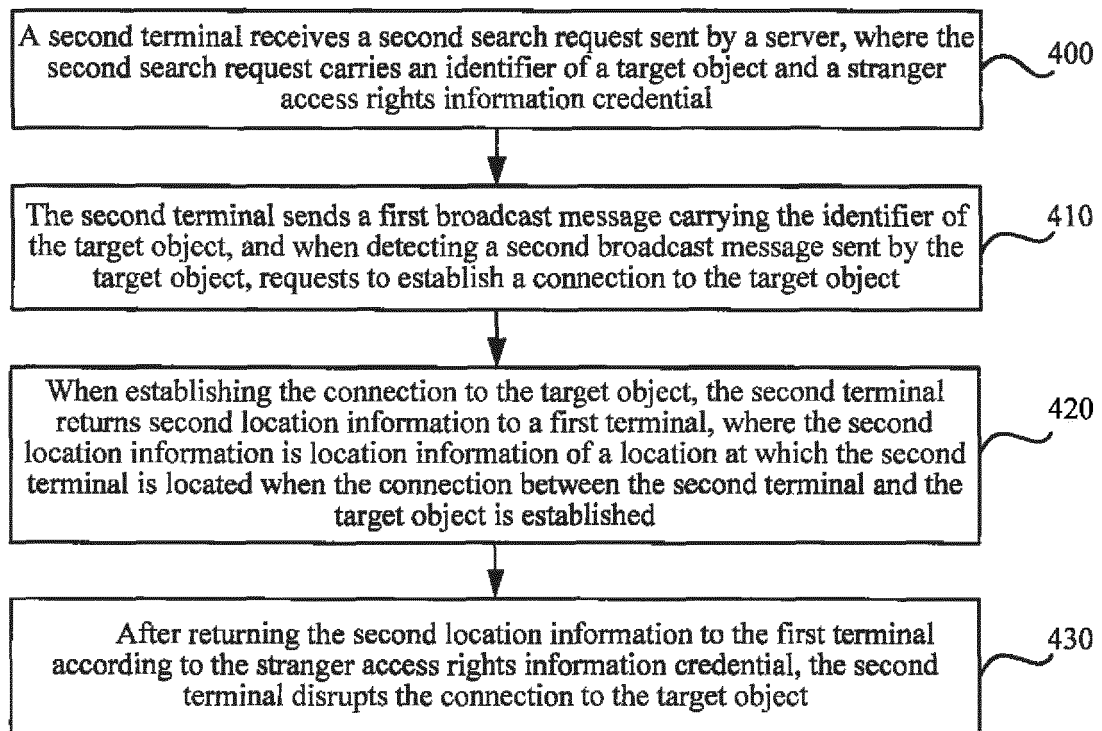 A second terminal receives a second search request sent by a server, where the
second search request carries an identifier of a target object and a stranger
access rights information credential
400
The second terminal sends a first broadcast message carrying the identifier of
the target object, and when detecting a second broadcast message sent by the
target object, requests to establish a connection to the target object
410
When establishing the connection to the target object, the second terminal
returns second location information to a first terminal, where the second
location information is location information of a location at which the second
terminal is located when the connection between the second terminal and the
target object is established
420
After returning the second location information to the first terminal
according to the stranger access rights information credential, the second
terminal disrupts the connection to the target object
430